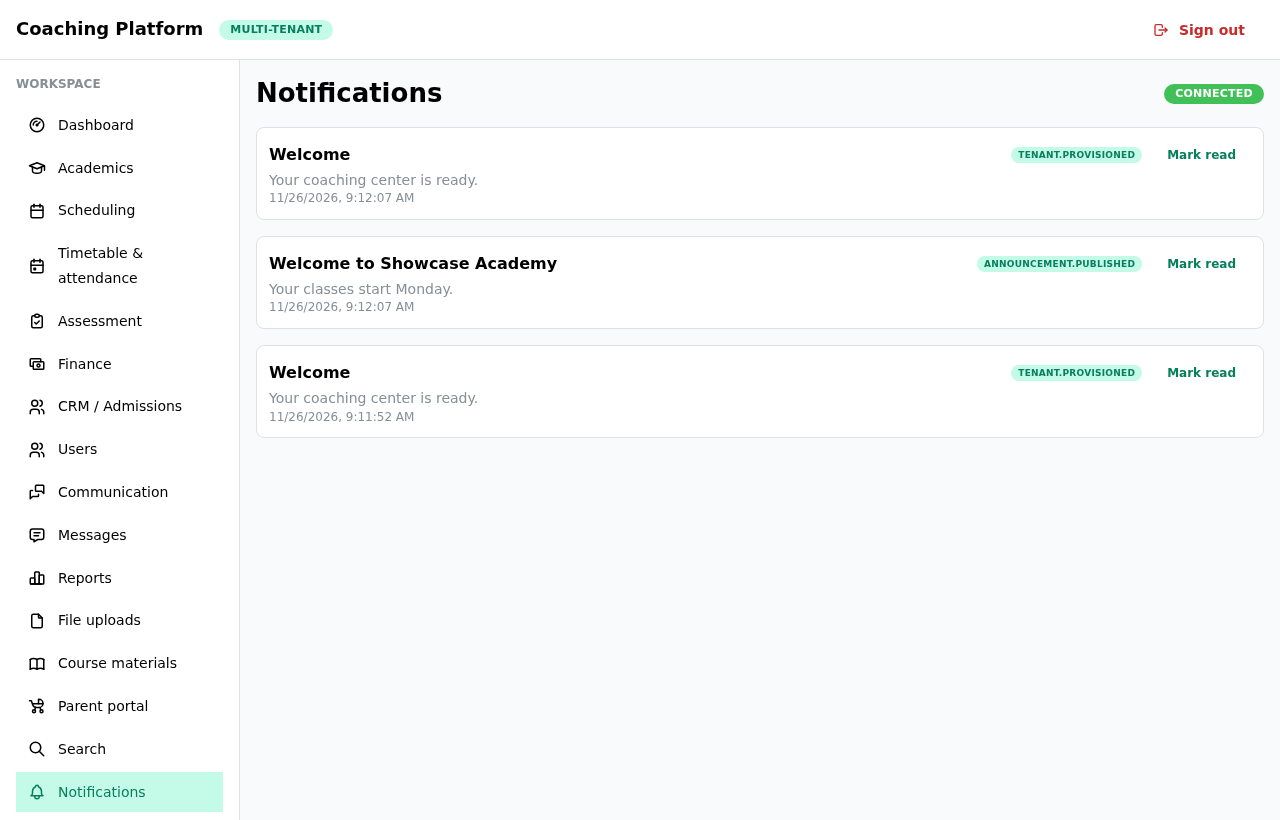 Coaching Platform
MULTI-TENANT
Sign out
WORKSPACE
Dashboard
Academics
Scheduling
Timetable &
attendance
Assessment
Finance
CRM / Admissions
Users
Communication
Messages
Reports
File uploads
Course materials
Parent portal
Search
Notifications
Notifications
CONNECTED
Welcome
TENANT.PROVISIONED
Mark read
Your coaching center is ready.
11/26/2026, 9:12:07 AM
Welcome to Showcase Academy
ANNOUNCEMENT.PUBLISHED
Mark read
Your classes start Monday.
11/26/2026, 9:12:07 AM
Welcome
TENANT.PROVISIONED
Mark read
Your coaching center is ready.
11/26/2026, 9:11:52 AM